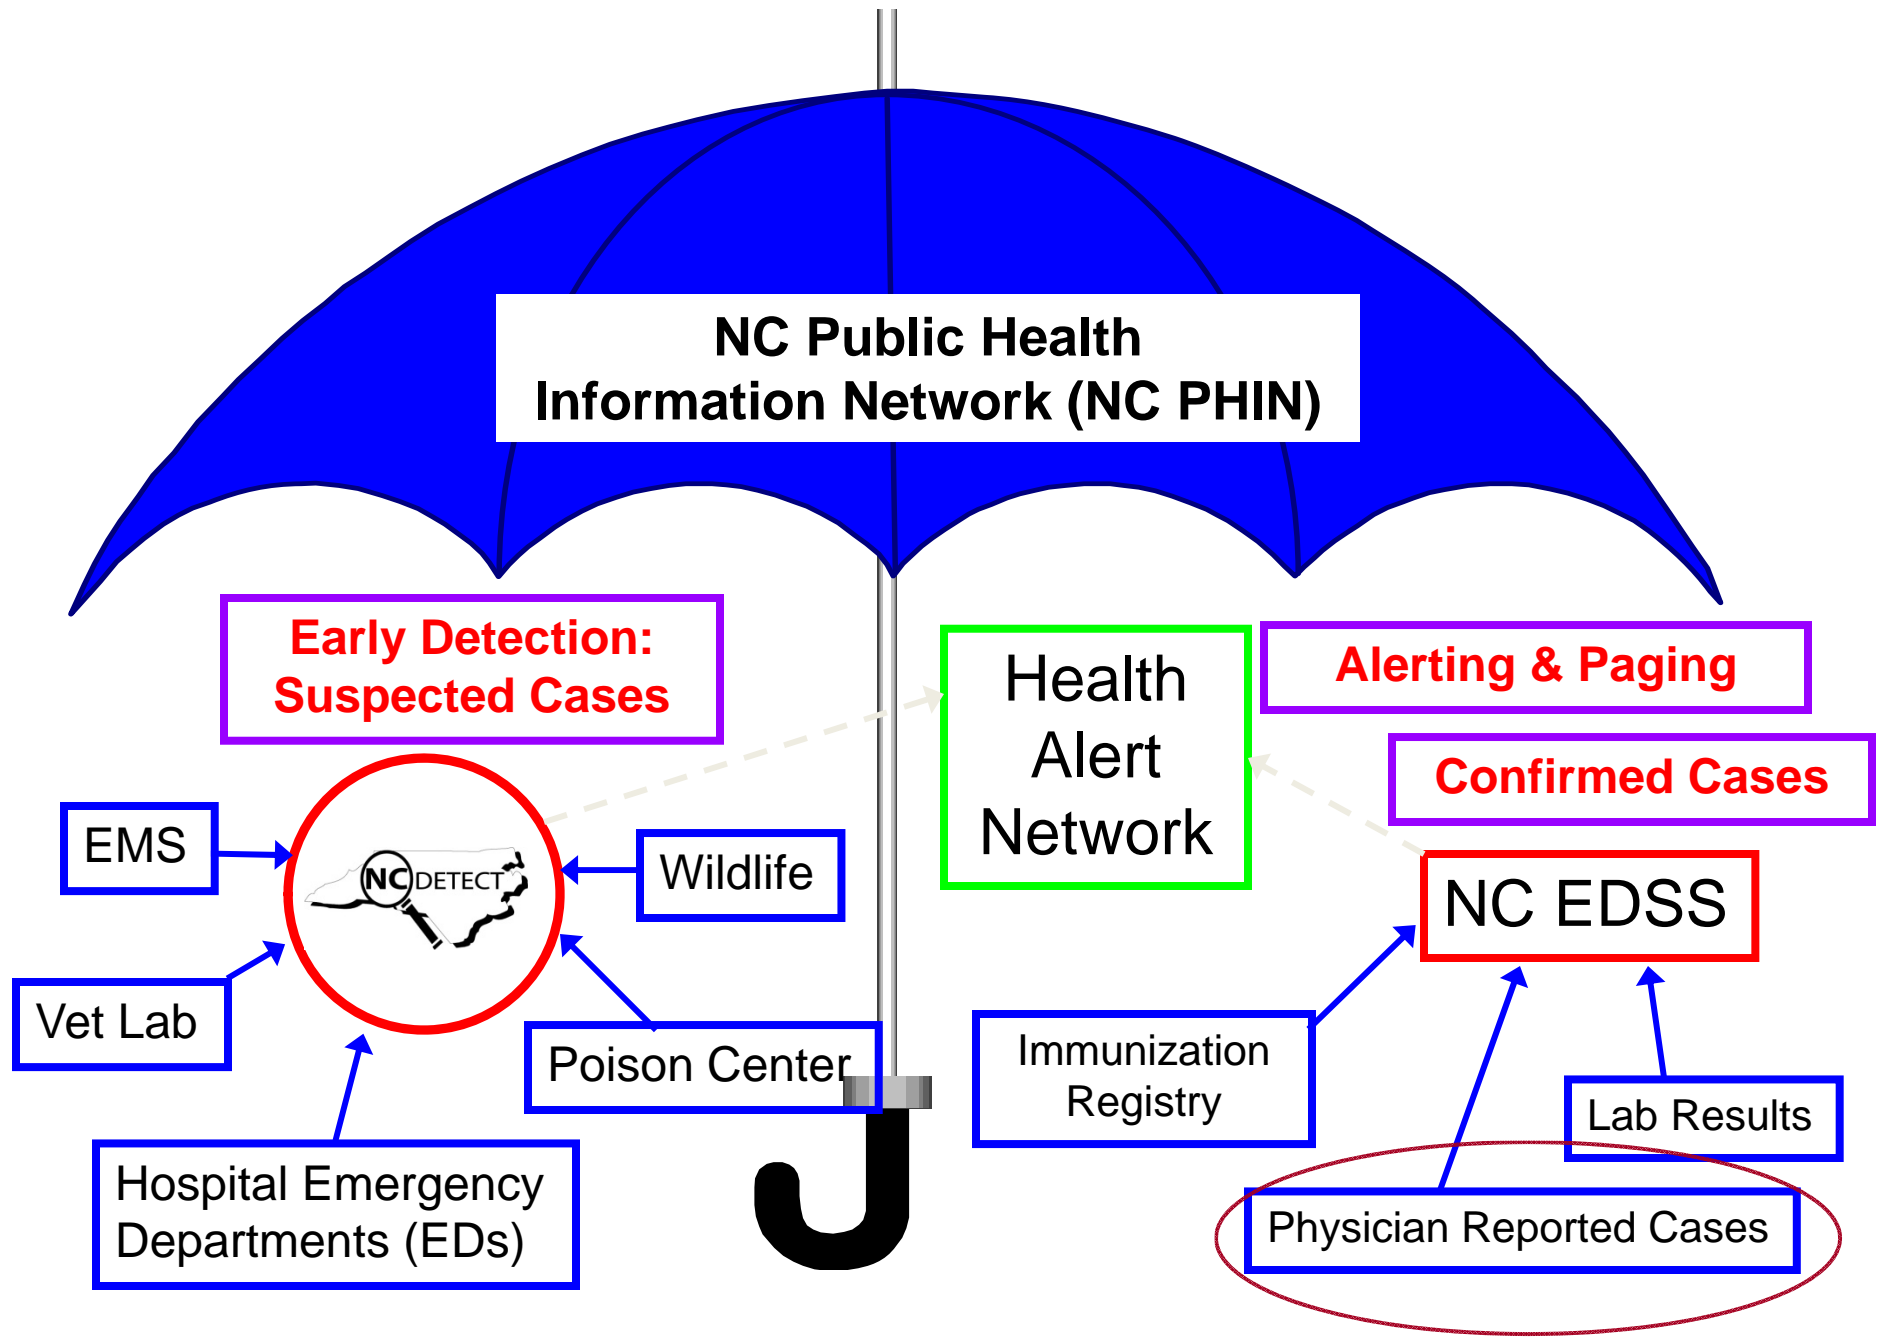 NC Public Health
Information Network (NC PHIN)
Early Detection:
Suspected Cases
Health
Alert
Network
Alerting & Paging
Confirmed Cases
EMS
NC DETECT
Wildlife
NC EDSS
Vet Lab
Poison Center
Immunization
Registry
Lab Results
Hospital Emergency
Departments (EDs)
Physician Reported Cases